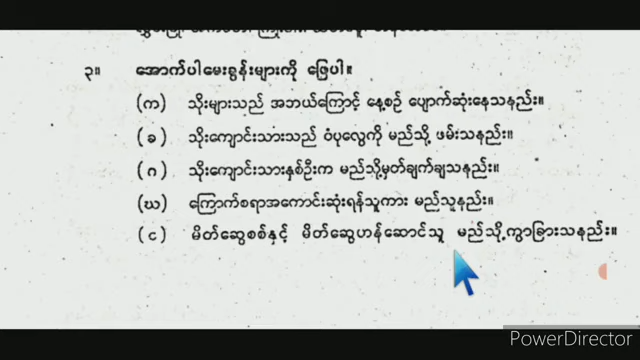 ၃။ အောက်ပါမေးခွန်းများကို ဖြေပါ။
(က) သိုးများသည် အဘယ်ကြောင့် နေ့စဉ် ပျောက်ဆုံးနေသနည်း။
(ခ) သိုးကျောင်းသားသည် ဝံပုလွေကို မည်သို့ ဖမ်းသနည်း။
(ဂ) သိုးကျောင်းသားနှစ်ဦးက မည်သို့မှတ်ချက်ချသနည်း။
(ဃ) ကြောက်စရာအကောင်းဆုံးရန်သူကား မည်သူနည်း။
(င) မိတ်ဆွေစစ်နှင့် မိတ်ဆွေဟန်ဆောင်သူ မည်သို့ကွာခြားသနည်း။
PowerDirector